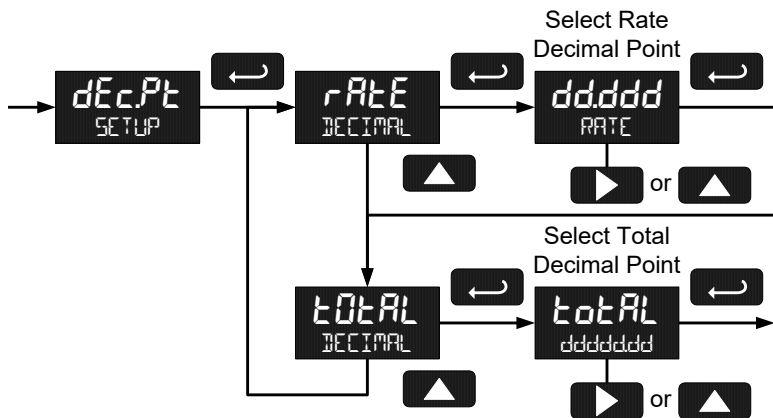 Select Rate
Decimal Point
dEc.Pt
SETUP
rAtE
DECIMAL
dd.ddd
RATE
or
Select Total
Decimal Point
tOtAL
DECIMAL
totAL
ddddd.dd
or